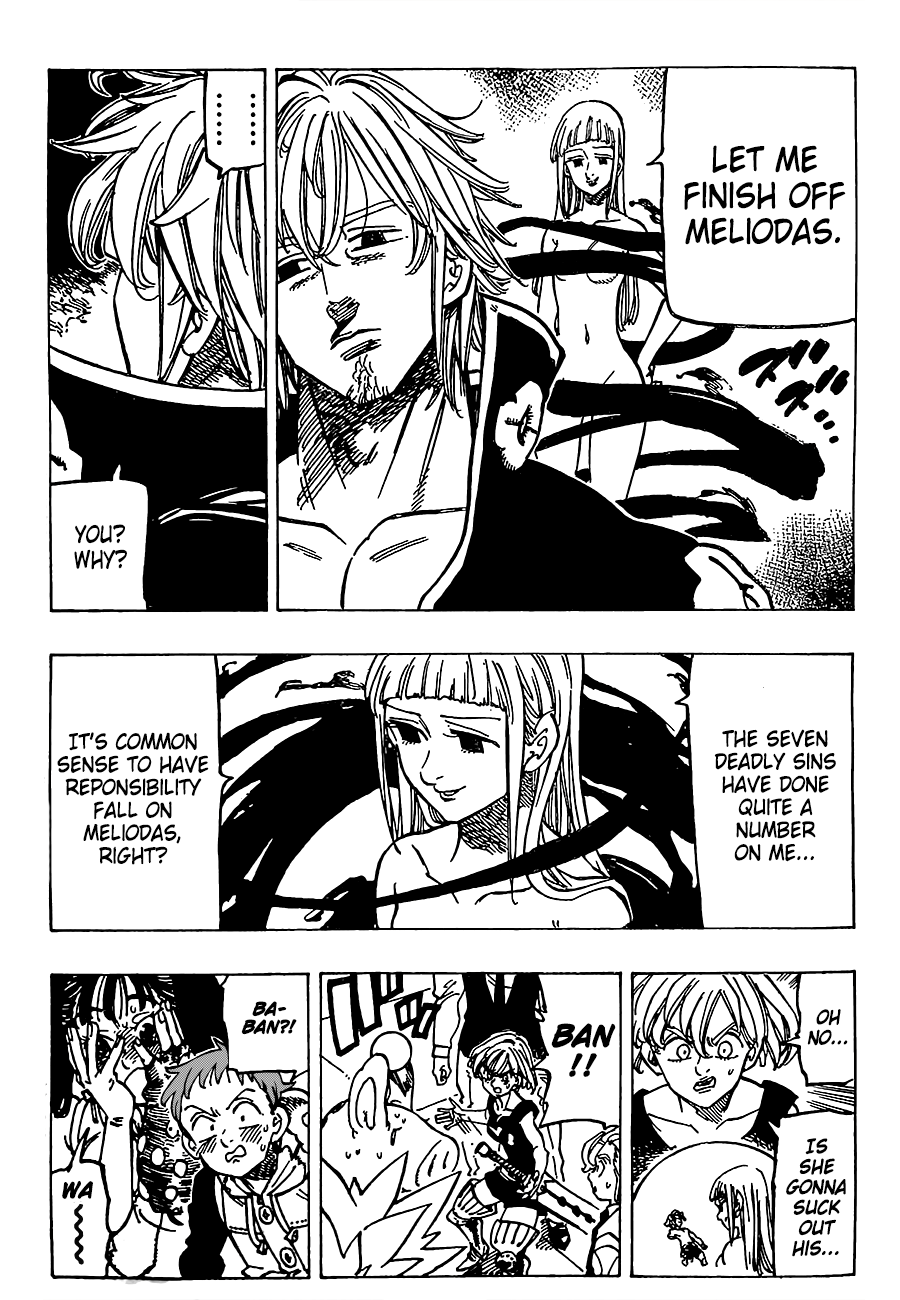 LET ME
FINISH OFF
MELIODAS.
ズズ...
......
......
YOU?
WHY?
THE SEVEN
DEADLY SINS
HAVE DONE
QUITE A
NUMBER
ON ME...
IT'S COMMON
SENSE TO HAVE
REPONSIBILITY
FALL ON
MELIODAS,
RIGHT?
OH
NO...
IS
SHE
GONNA
SUCK
OUT
HIS...
BAN
!!
BA-
BAN?!
WA